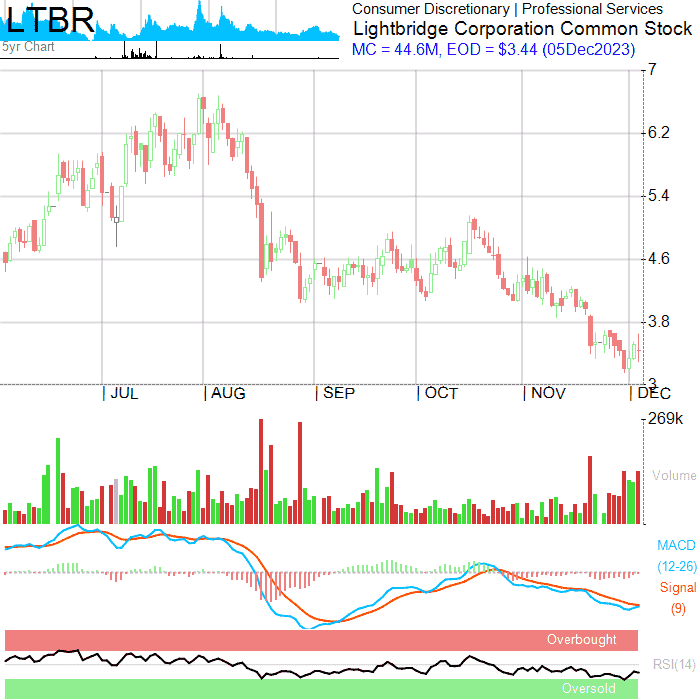 LTBR
5yr Chart
Consumer Discretionary | Professional Services
Lightbridge Corporation Common Stock
MC = 44.6M, EOD = $3.44 (05Dec2023)
7
6.2
5.4
4.6
3.8
3
| JUL | AUG | SEP | OCT | NOV | DEC
269k
Volume
MACD
(12-26)
Signal
(9)
Overbought
RSI(14)
Oversold